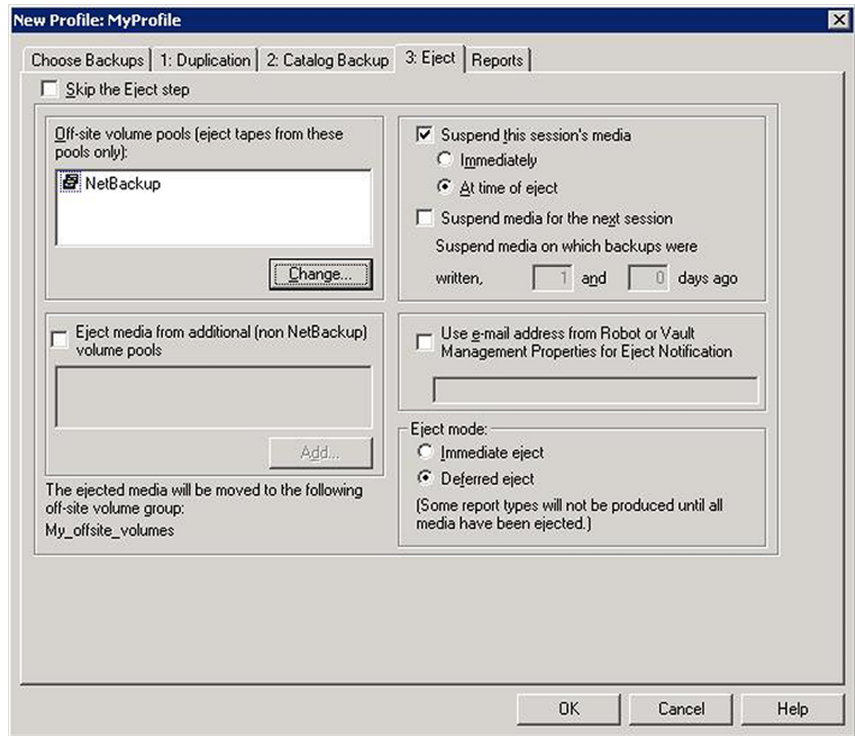 New Profile: MyProfile
Choose Backups 1: Duplication 2: Catalog Backup 3: Eject Reports
Skip the Eject step
Off-site volume pools (eject tapes from these
pools only):
NetBackup
Change...
Suspend this session's media
Immediately
At time of eject
Suspend media for the next session
Suspend media on which backups were
written, 1 and 0 days ago
Eject media from additional (non NetBackup)
volume pools
Add...
The ejected media will be moved to the following
off-site volume group:
My_offsite_volumes
Use e-mail address from Robot or Vault
Management Properties for Eject Notification
Eject mode:
Immediate eject
Deferred eject
(Some report types will not be produced until all
media have been ejected.)
OK Cancel Help